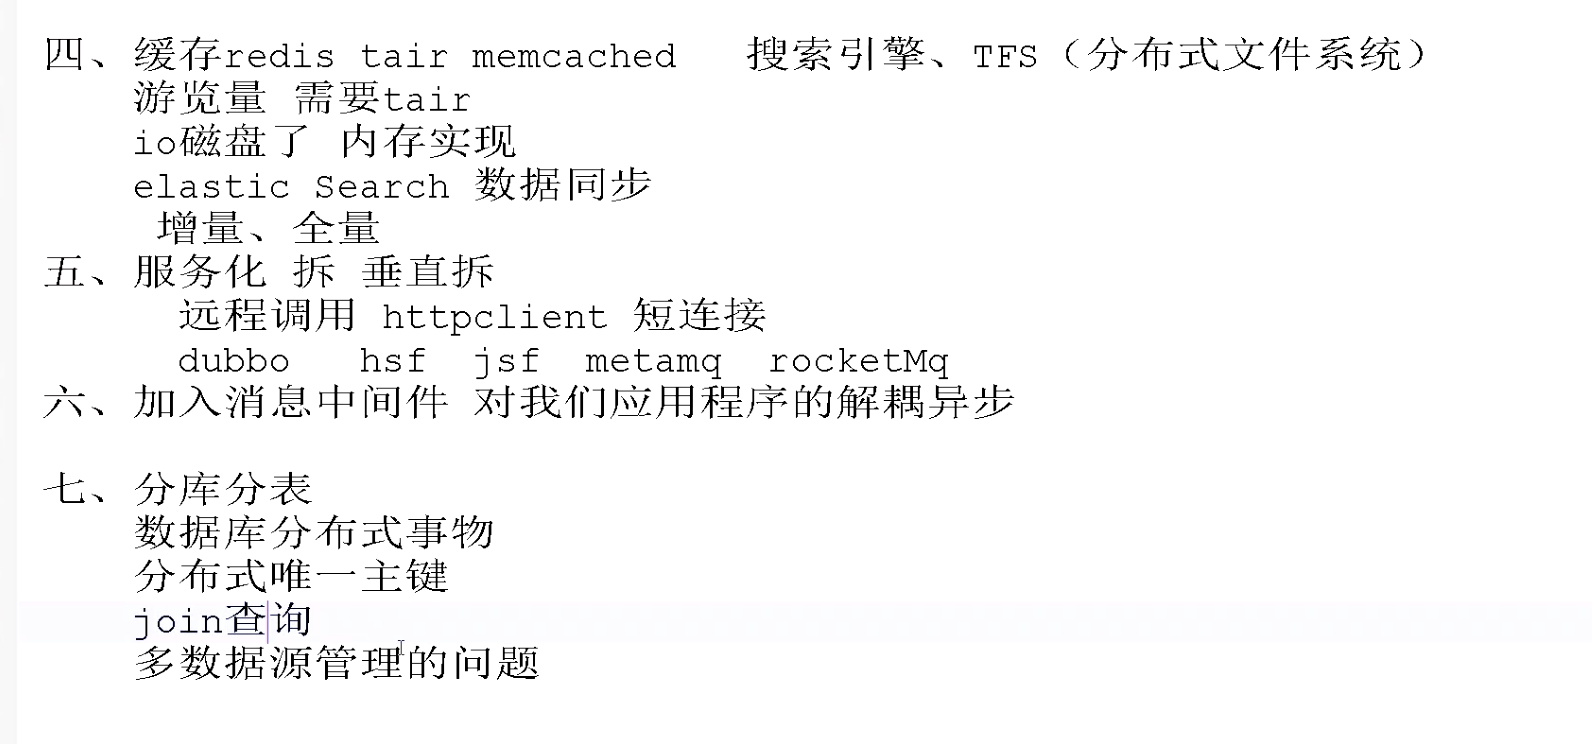 四、缓存redis tair memcached   搜索引擎、TFS（分布式文件系统）
游览量 需要tair
io磁盘了 内存实现
elastic Search 数据同步
增量、全量
五、服务化 拆 垂直拆
远程调用 httpclient 短连接
dubbo   hsf  jsf  metamq  rocketMq
六、加入消息中间件 对我们应用程序的解耦异步
七、分库分表
数据库分布式事物
分布式唯一主键
join查询
多数据源管理的问题